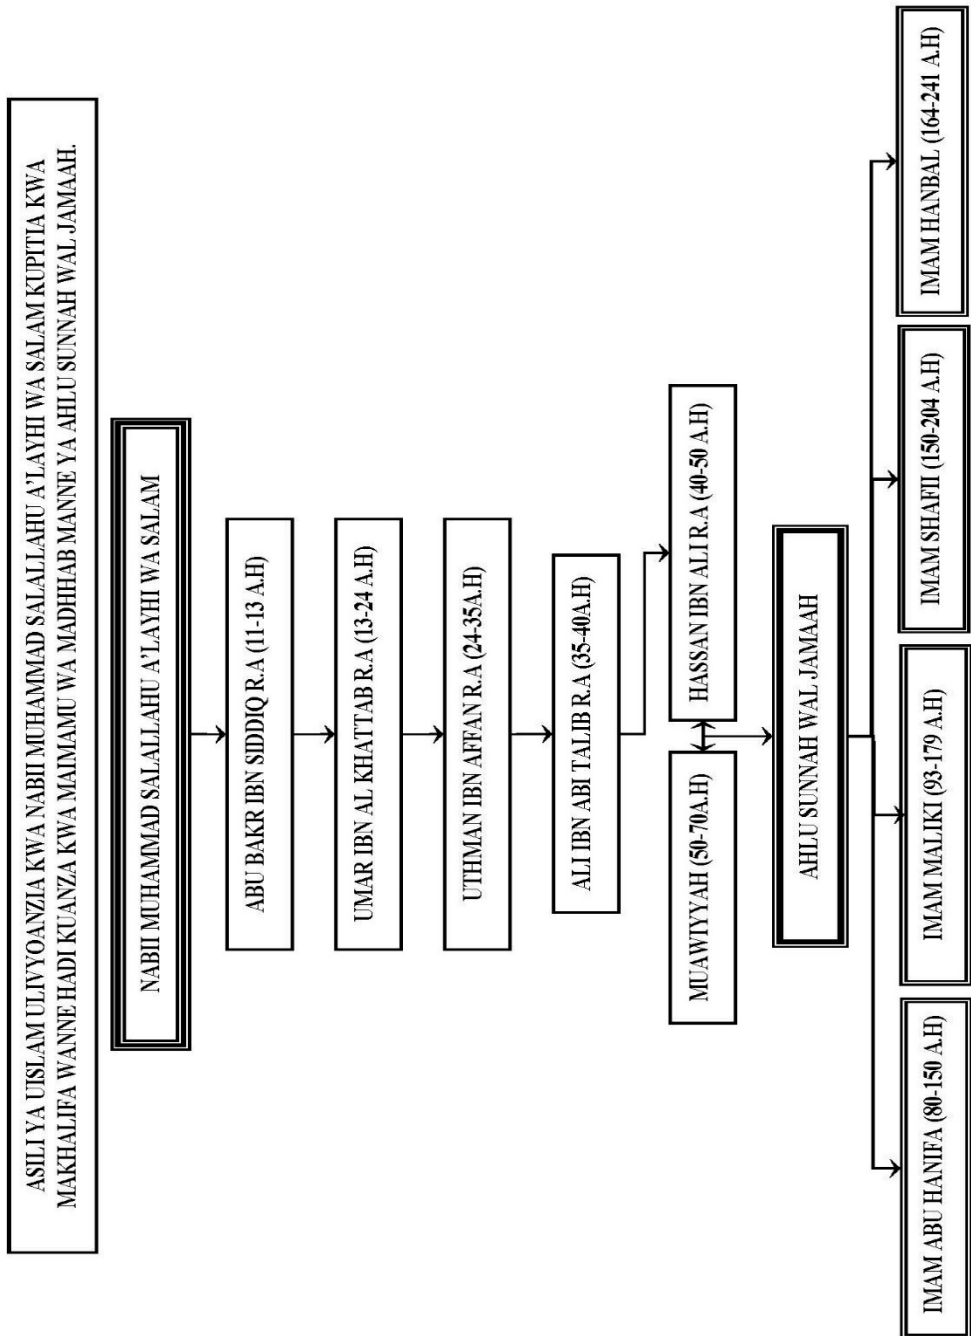 ASILI YA UISLAM ULIVYOANZIA KWA NABII MUHAMMAD SALALLAHU A'LAYHI WA SALAM KUPITIA KWA
MAKHALIFA WANNE HADI KUANZA KWA MAIMAMU WA MADHHAB MANNE YA AHLU SUNNAH WAL JAMAAH.
NABII MUHAMMAD SALALLAHU A'LAYHI WA SALAM
ABU BAKR IBN SIDDIQ R.A (11-13 A.H)
UMAR IBN AL KHATTAB R.A (13-24 A.H)
UTHMAN IBN AFFAN R.A (24-35A.H)
ALI IBN ABI TALIB R.A (35-40A.H)
MUAWIYYAH (50-70A.H)
HASSAN IBN ALI R.A (40-50 A.H)
AHLU SUNNAH WAL JAMAAH
IMAM ABU HANIFA (80-150 A.H)
IMAM MALIKI (93-179 A.H)
IMAM SHAFII (150-204 A.H)
IMAM HANBAL (164-241 A.H)